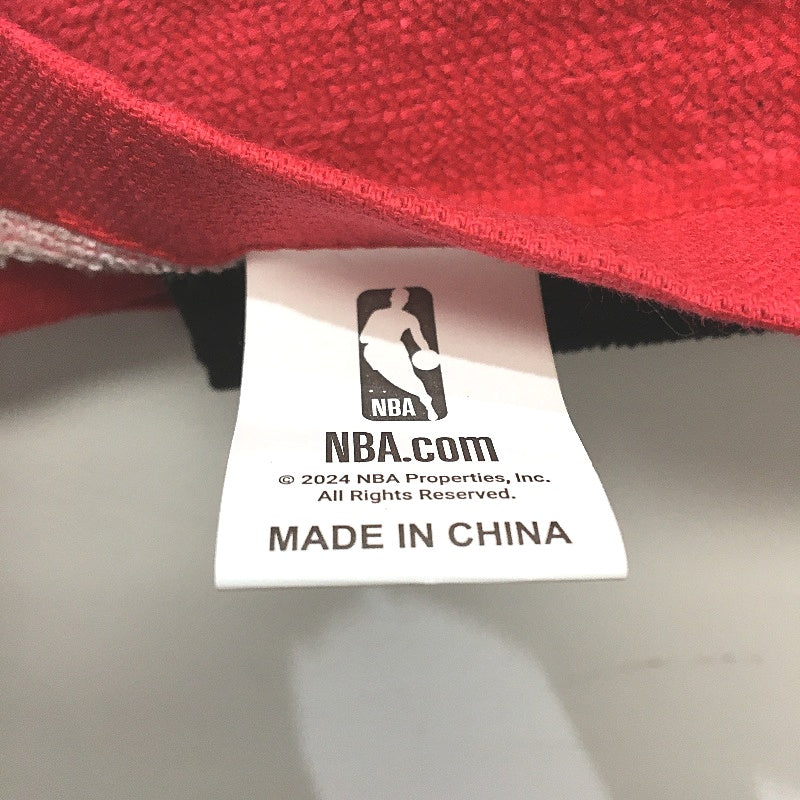 NBA
NBA.com
© 2024 NBA Properties, Inc.
All Rights Reserved.
MADE IN CHINA